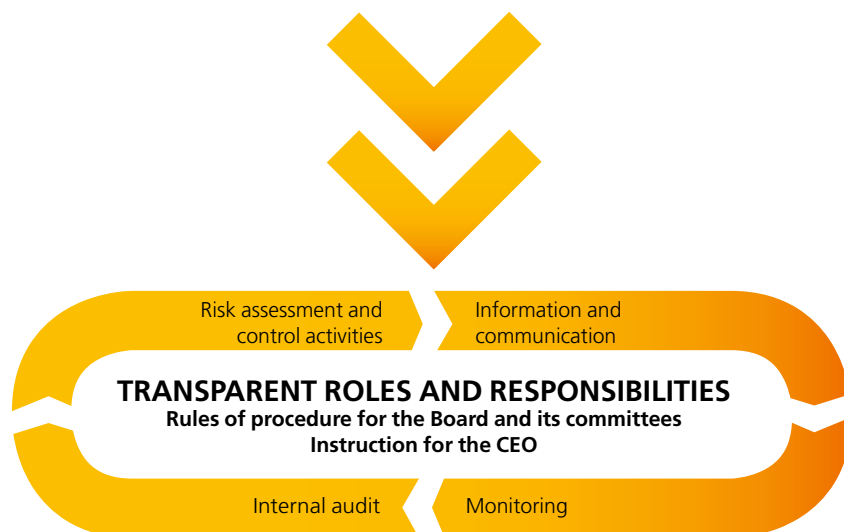 Risk assessment and
control activities
Information and
communication
TRANSPARENT ROLES AND RESPONSIBILITIES
Rules of procedure for the Board and its committees
Instruction for the CEO
Internal audit
Monitoring